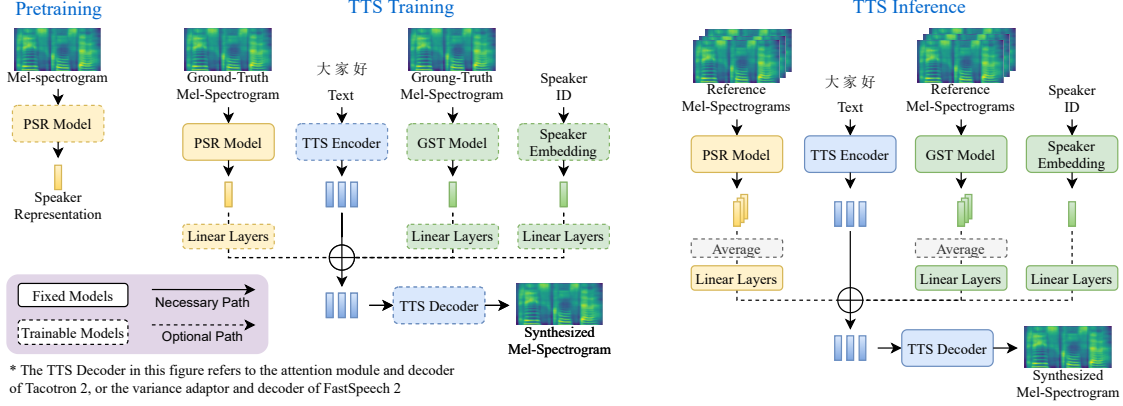 Pretraining
Mel-spectrogram
PSR Model
Speaker
Representation
TTS Training
Ground-Truth
Mel-Spectrogram
大家好
Text
Groung-Truth
Mel-Spectrogram
Speaker
ID
PSR Model
TTS Encoder
GST Model
Speaker
Embedding
Linear Layers
Linear Layers
Linear Layers
TTS Decoder
Synthesized
Mel-Spectrogram
Fixed Models
Necessary Path
Trainable Models
Optional Path
* The TTS Decoder in this figure refers to the attention module and decoder
of Tacotron 2, or the variance adaptor and decoder of FastSpeech 2
TTS Inference
Reference
Mel-Spectrograms
大家好
Text
Reference
Mel-Spectrograms
Speaker
ID
PSR Model
TTS Encoder
GST Model
Speaker
Embedding
Average
Average
Linear Layers
Linear Layers
Linear Layers
TTS Decoder
Synthesized
Mel-Spectrogram